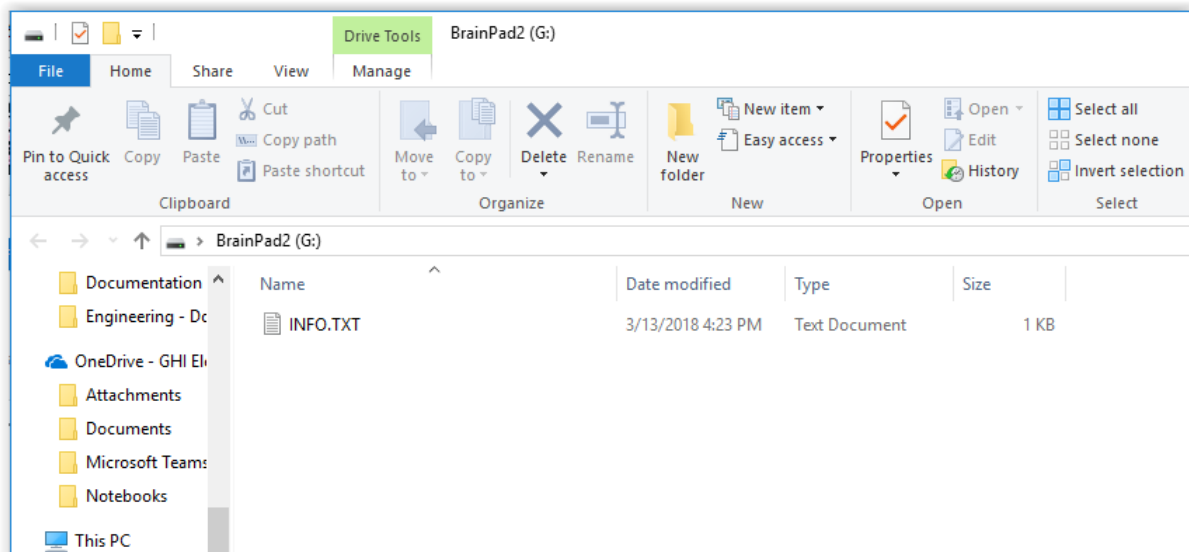 Drive Tools BrainPad2 (G:)
File Home Share View Manage
Pin to Quick access
Copy
Paste
Cut
Copy path
Paste shortcut
Clipboard
Move to
Copy to
Delete
Rename
Organize
New folder
New item
Easy access
New
Properties
Open
Edit
History
Open
Select all
Select none
Invert selection
Select
BrainPad2 (G:)
Documentation
Engineering - Dc
OneDrive - GHI Ele
Attachments
Documents
Microsoft Teams
Notebooks
This PC
Name Date modified Type Size
INFO.TXT 3/13/2018 4:23 PM Text Document 1 KB